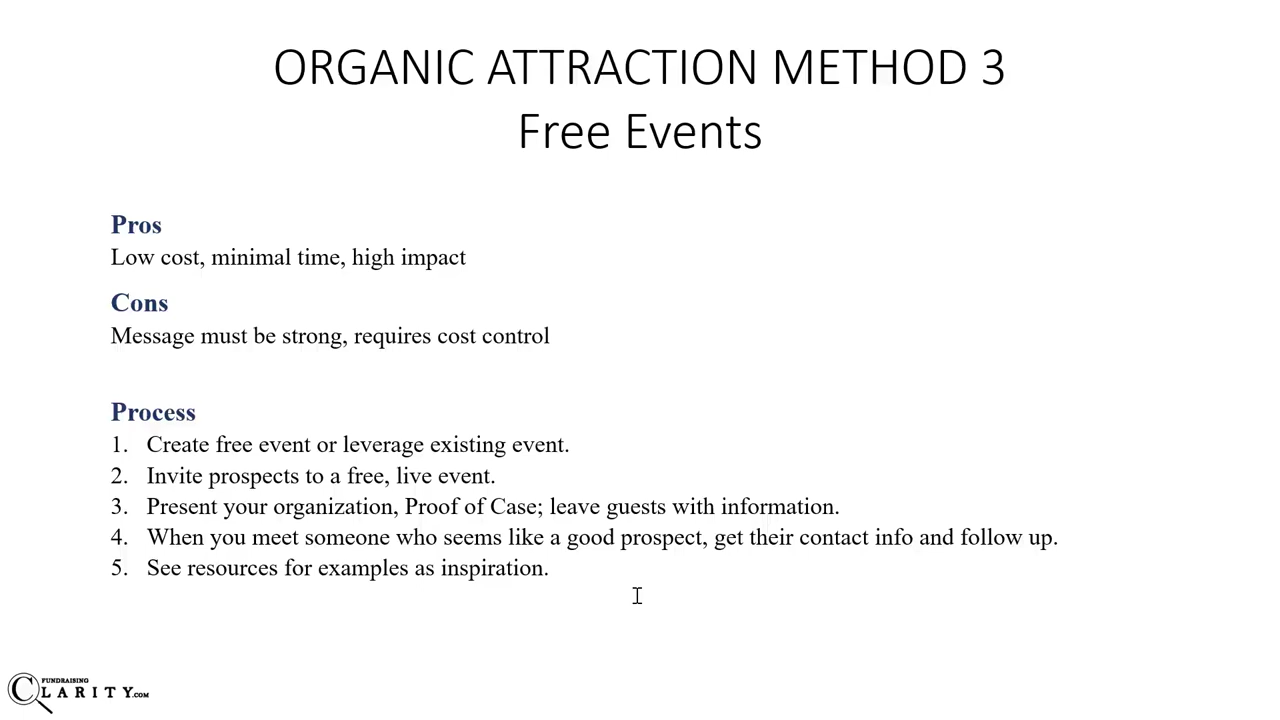 ORGANIC ATTRACTION METHOD 3
Free Events
Pros
Low cost, minimal time, high impact
Cons
Message must be strong, requires cost control
Process
1. Create free event or leverage existing event.
2. Invite prospects to a free, live event.
3. Present your organization, Proof of Case; leave guests with information.
4. When you meet someone who seems like a good prospect, get their contact info and follow up.
5. See resources for examples as inspiration.
FUNDRAISING
CLARITY.COM